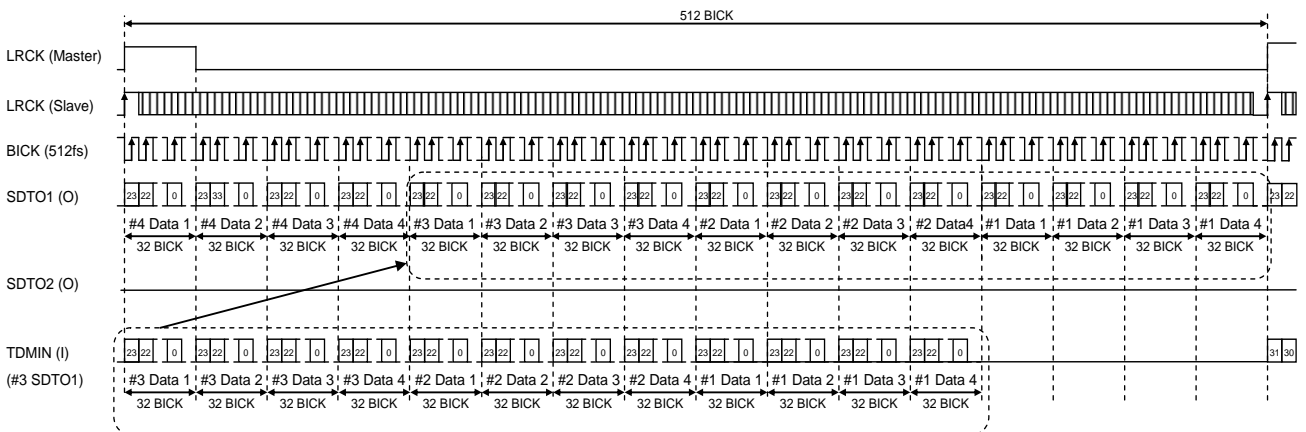 512 BICK
LRCK (Master)
LRCK (Slave)
BICK (512fs)
SDTO1 (O)
23 22 0 23 33 0 23 22 0 23 22 0 23 22 0 23 22 0 23 22 0 23 22 0 23 22 0 23 22 0 23 22 0 23 22 0 23 22 0 23 22 0 23 22 0 23 22 0 23 22
#4 Data 1 #4 Data 2 #4 Data 3 #4 Data 4 #3 Data 1 #3 Data 2 #3 Data 3 #3 Data 4 #2 Data 1 #2 Data 2 #2 Data 3 #2 Data4 #1 Data 1 #1 Data 2 #1 Data 3 #1 Data 4
32 BICK 32 BICK 32 BICK 32 BICK 32 BICK 32 BICK 32 BICK 32 BICK 32 BICK 32 BICK 32 BICK 32 BICK 32 BICK 32 BICK 32 BICK 32 BICK
SDTO2 (O)
TDMIN (I)
23 22 0 23 22 0 23 22 0 23 22 0 23 22 0 23 22 0 23 22 0 23 22 0 23 22 0 23 22 0 23 22 0 23 22 0 31 30
(#3 SDTO1)
#3 Data 1 #3 Data 2 #3 Data 3 #3 Data 4 #2 Data 1 #2 Data 2 #2 Data 3 #2 Data 4 #1 Data 1 #1 Data 2 #1 Data 3 #1 Data 4
32 BICK 32 BICK 32 BICK 32 BICK 32 BICK 32 BICK 32 BICK 32 BICK 32 BICK 32 BICK 32 BICK 32 BICK